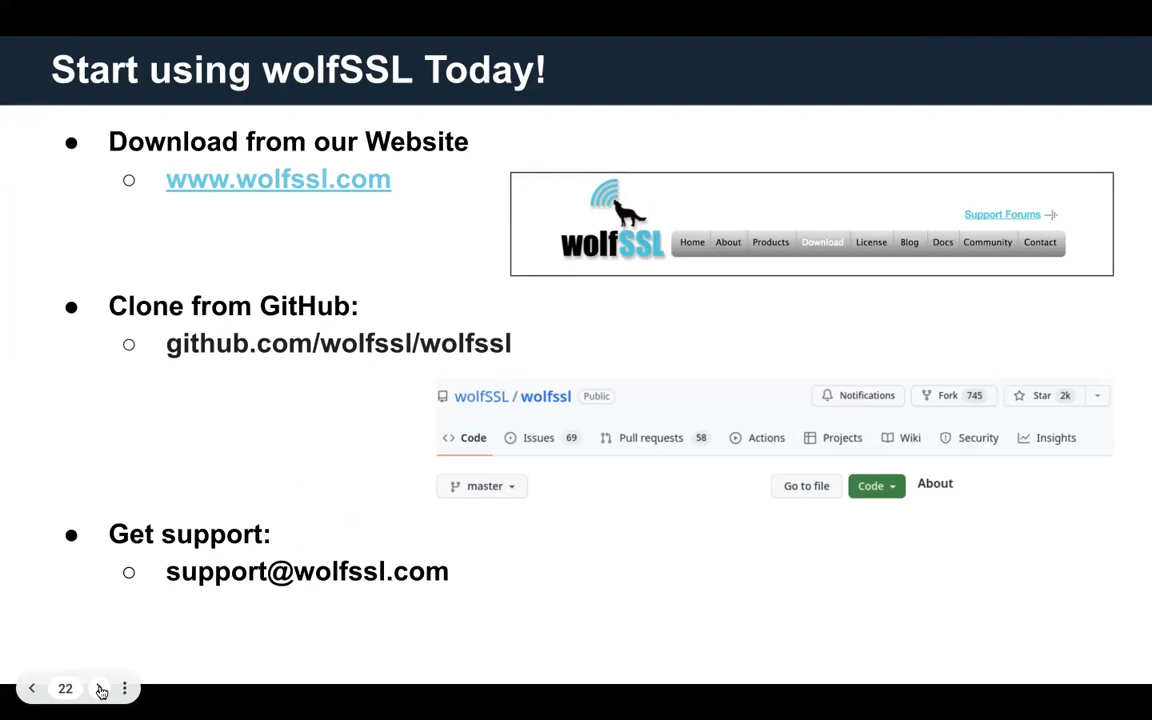 Start using wolfSSL Today!
● Download from our Website
○ www.wolfssl.com
Support Forums
wolfSSL
Home About Products Download License Blog Docs Community Contact
● Clone from GitHub:
○ github.com/wolfssl/wolfssl
wolfSSL / wolfssl Public
Notifications Fork 745 Star 2k
Code Issues 69 Pull requests 58 Actions Projects Wiki Security Insights
master Go to file Code About
● Get support:
○ support@wolfssl.com
22